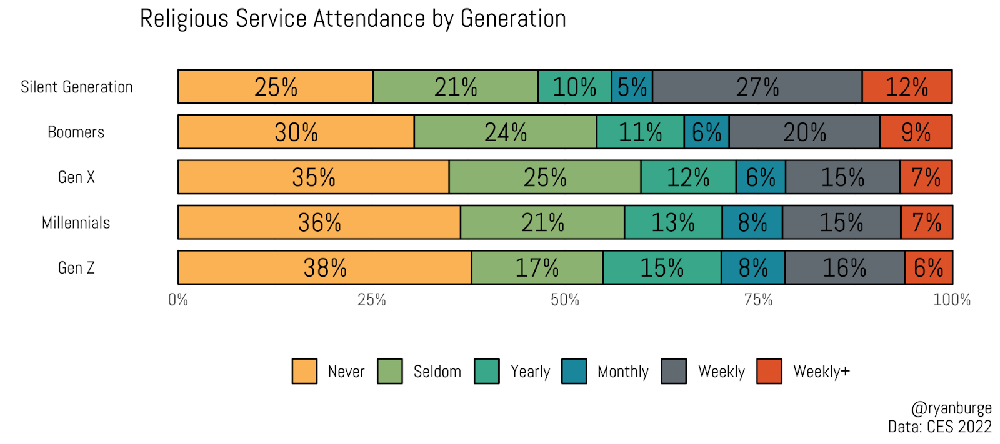 Religious Service Attendance by Generation
Silent Generation 25% 21% 10% 5% 27% 12%
Boomers 30% 24% 11% 6% 20% 9%
Gen X 35% 25% 12% 6% 15% 7%
Millennials 36% 21% 13% 8% 15% 7%
Gen Z 38% 17% 15% 8% 16% 6%
0% 25% 50% 75% 100%
Never Seldom Yearly Monthly Weekly Weekly+
@ryanburge
Data: CES 2022